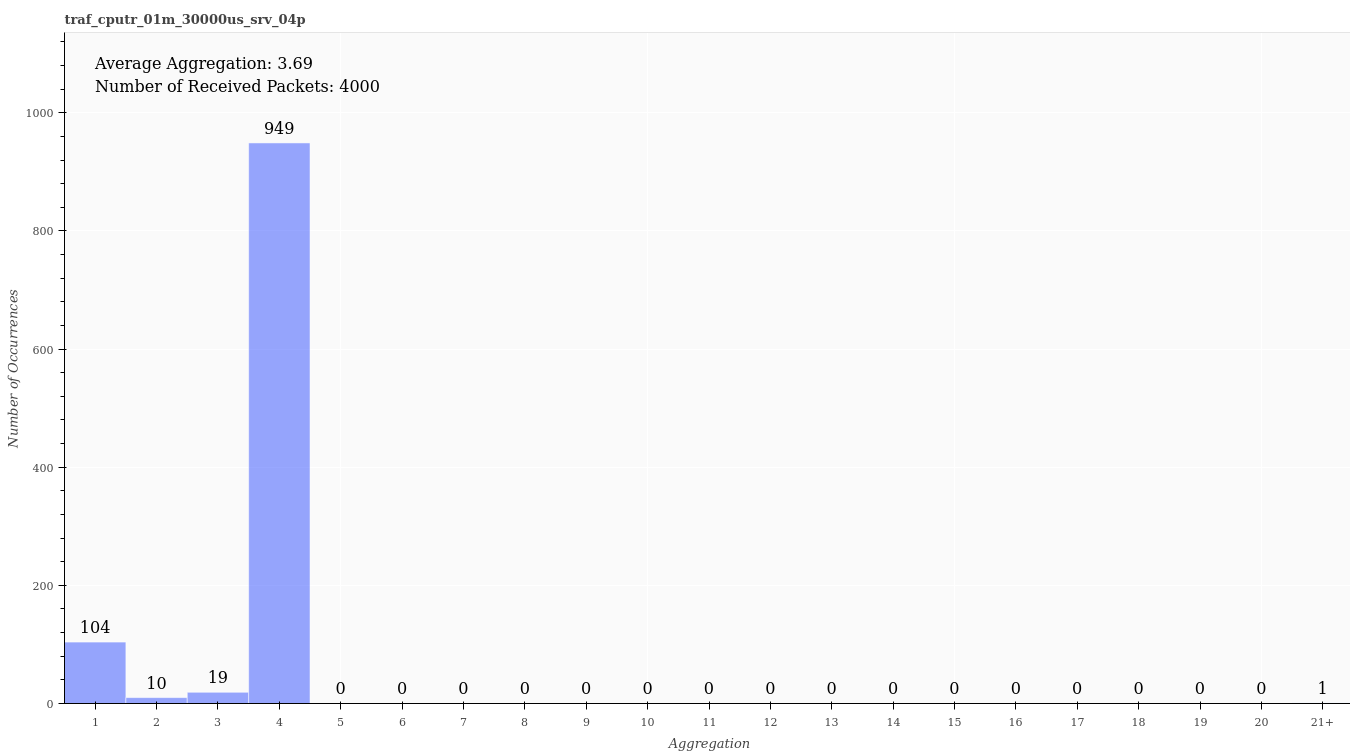 traf_cputr_01m_30000us_srv_04p
Average Aggregation: 3.69
Number of Received Packets: 4000
1000
949
800
Number of Occurrences
600
400
200
104
10
19
0 0 0 0 0 0 0 0 0 0 0 0 0 0 0 0 1
0
1 2 3 4 5 6 7 8 9 10 11 12 13 14 15 16 17 18 19 20 21+
Aggregation